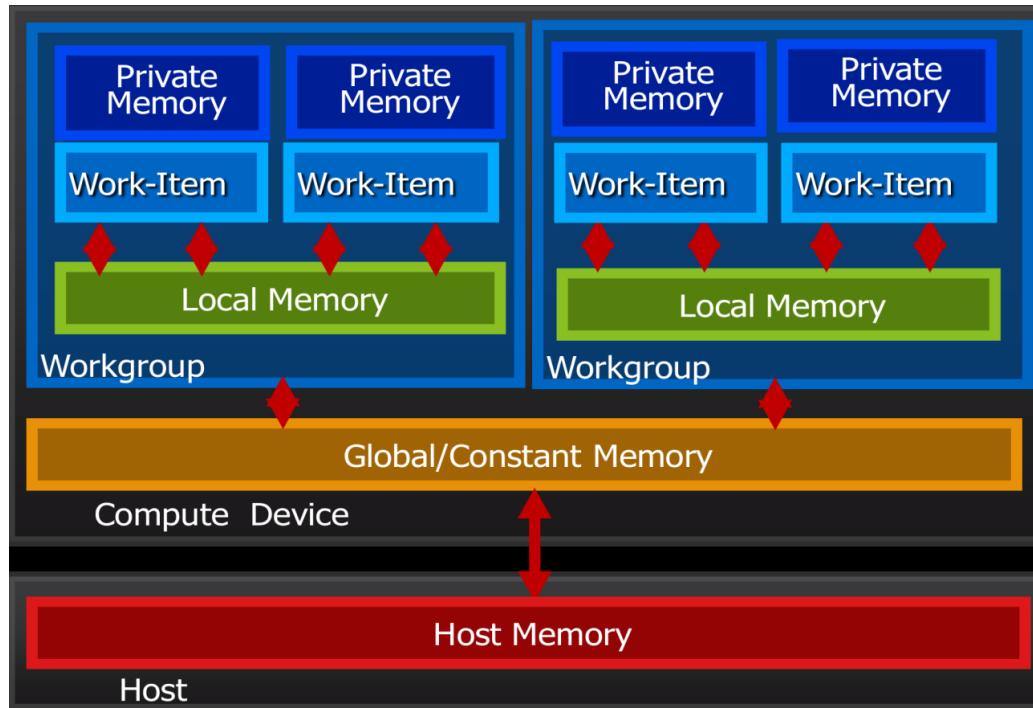 Private
Memory
Private
Memory
Private
Memory
Private
Memory
Work-Item
Work-Item
Work-Item
Work-Item
Local Memory
Local Memory
Workgroup
Workgroup
Global/Constant Memory
Compute Device
Host Memory
Host